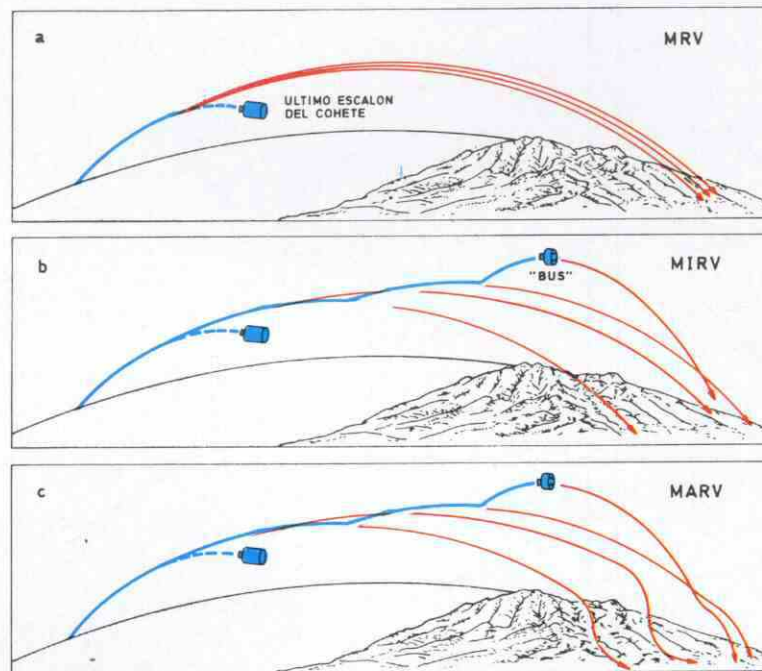 a
MRV
ULTIMO ESCALON
DEL COHETE
b
MIRV
"BUS"
c
MARV